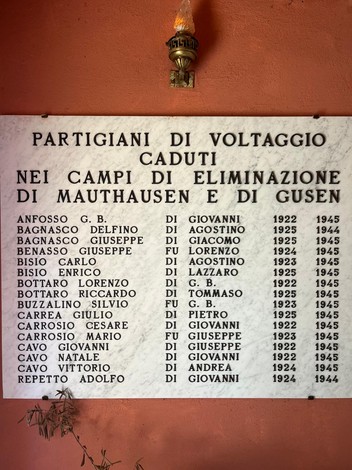 PARTIGIANI DI VOLTAGGIO
CADUTI
NEI CAMPI DI ELIMINAZIONE
DI MAUTHAUSEN E DI GUSEN
ANFOSSO G. B. DI GIOVANNI 1922 1945
BAGNASCO DELFINO DI AGOSTINO 1925 1944
BAGNASCO GIUSEPPE DI GIACOMO 1925 1945
BENASSO GIUSEPPE FU LORENZO 1924 1945
BISIO CARLO DI AGOSTINO 1923 1945
BISIO ENRICO DI LAZZARO 1925 1945
BOTTARO LORENZO DI G. B. 1922 1945
BOTTARO RICCARDO DI TOMMASO 1925 1945
BUZZALINO SILVIO FU G. B. 1923 1945
CARREA GIULIO DI PIETRO 1925 1945
CARROSIO CESARE DI GIOVANNI 1922 1945
CARROSIO MARIO FU GIUSEPPE 1923 1945
CAVO GIOVANNI DI GIUSEPPE 1922 1945
CAVO NATALE DI GIOVANNI 1922 1945
CAVO VITTORIO DI ANDREA 1924 1945
REPETTO ADOLFO DI GIOVANNI 1924 1944